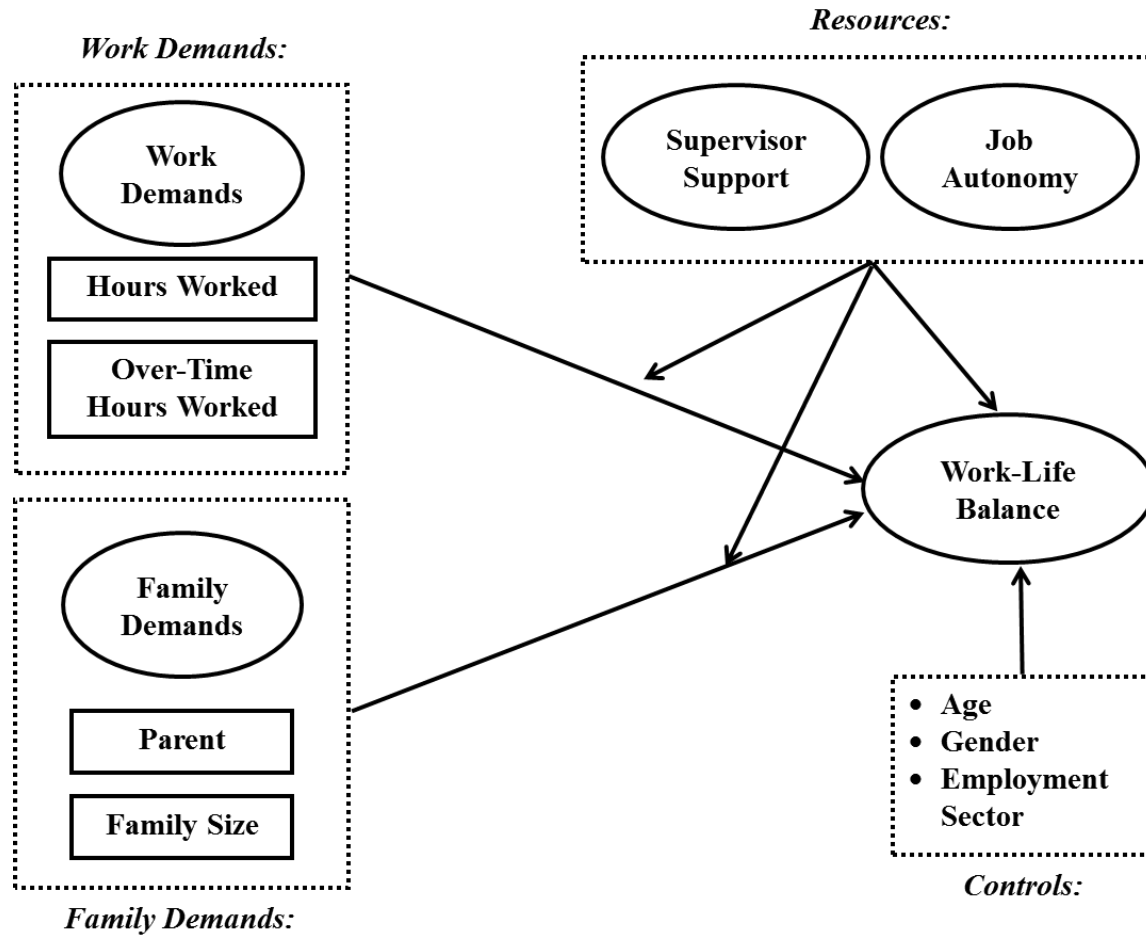 Work Demands:
Work
Demands
Hours Worked
Over-Time
Hours Worked
Family
Demands
Parent
Family Size
Family Demands:
Resources:
Supervisor
Support
Job
Autonomy
Work-Life
Balance
• Age
• Gender
• Employment
Sector
Controls: